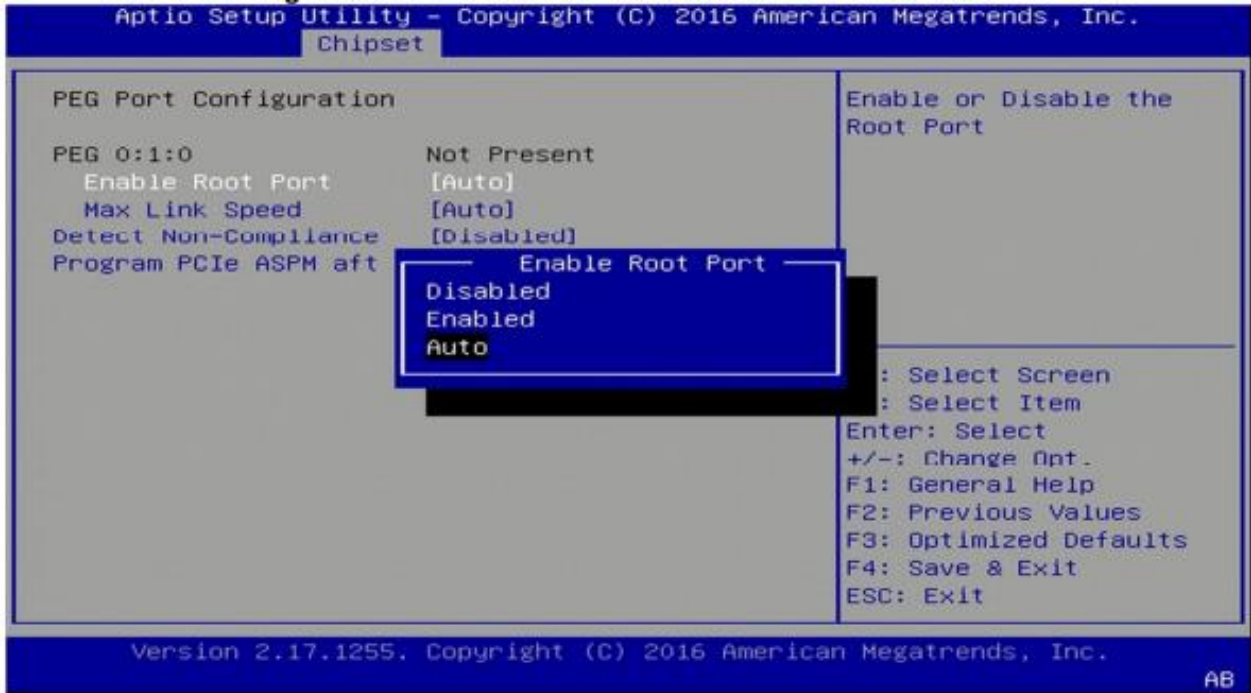 Aptio Setup Utility – Copyright (C) 2016 American Megatrends, Inc.
Chipset
PEG Port Configuration
PEG 0:1:0 Not Present
Enable Root Port [Auto]
Max Link Speed [Auto]
Detect Non-Compliance [Disabled]
Program PCIe ASPM aft
Enable Root Port
Disabled
Enabled
Auto
Enable or Disable the
Root Port
: Select Screen
: Select Item
Enter: Select
+/-: Change Opt.
F1: General Help
F2: Previous Values
F3: Optimized Defaults
F4: Save & Exit
ESC: Exit
Version 2.17.1255. Copyright (C) 2016 American Megatrends, Inc.
AB